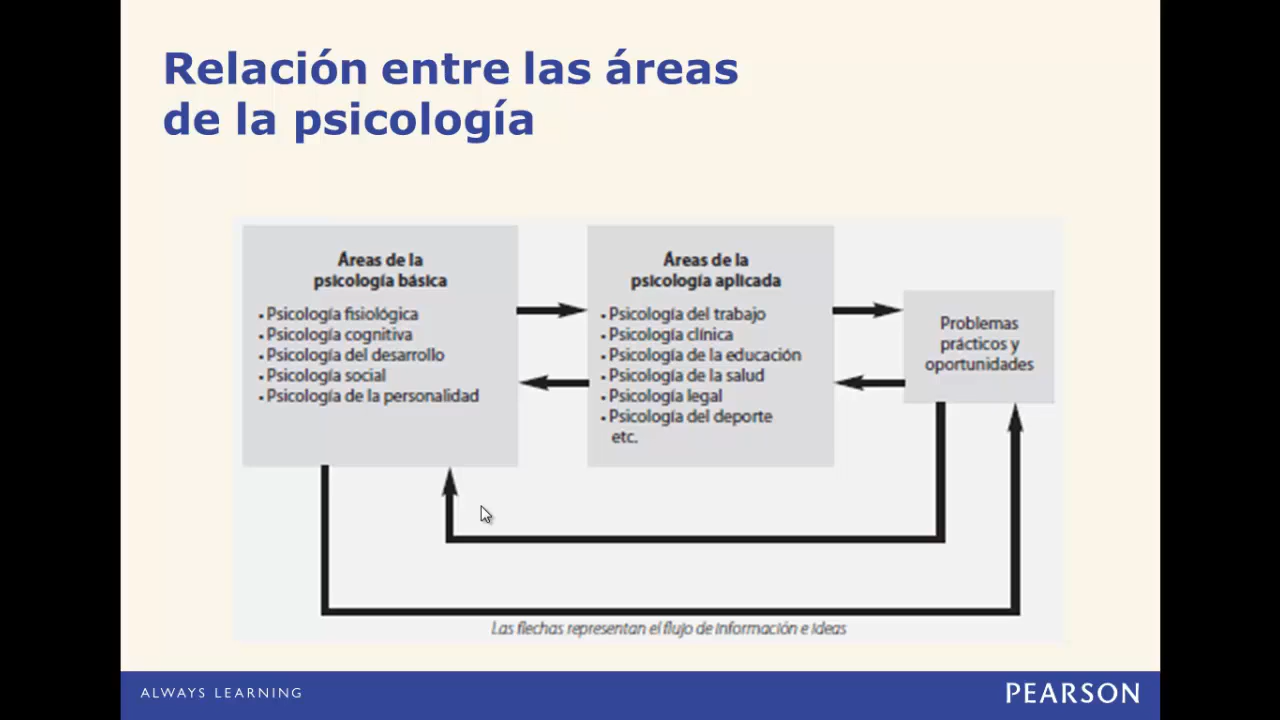 Relación entre las áreas
de la psicología
Áreas de la
psicología básica
• Psicología fisiológica
• Psicología cognitiva
• Psicología del desarrollo
• Psicología social
• Psicología de la personalidad
Áreas de la
psicología aplicada
• Psicología del trabajo
• Psicología clínica
• Psicología de la educación
• Psicología de la salud
• Psicología legal
• Psicología del deporte
etc.
Problemas
prácticos y
oportunidades
Las flechas representan el flujo de información e ideas
ALWAYS LEARNING
PEARSON